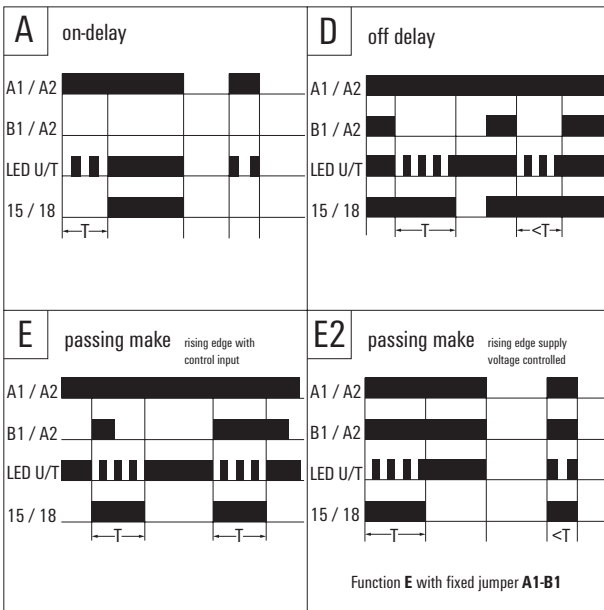 A on-delay
A1 / A2
B1 / A2
LED U/T
15 / 18
T
D off delay
A1 / A2
B1 / A2
LED U/T
15 / 18
T <T
E passing make rising edge with
control input
A1 / A2
B1 / A2
LED U/T
15 / 18
T T
E2 passing make rising edge supply
voltage controlled
A1 / A2
B1 / A2
LED U/T
15 / 18
T <T
Function E with fixed jumper A1-B1